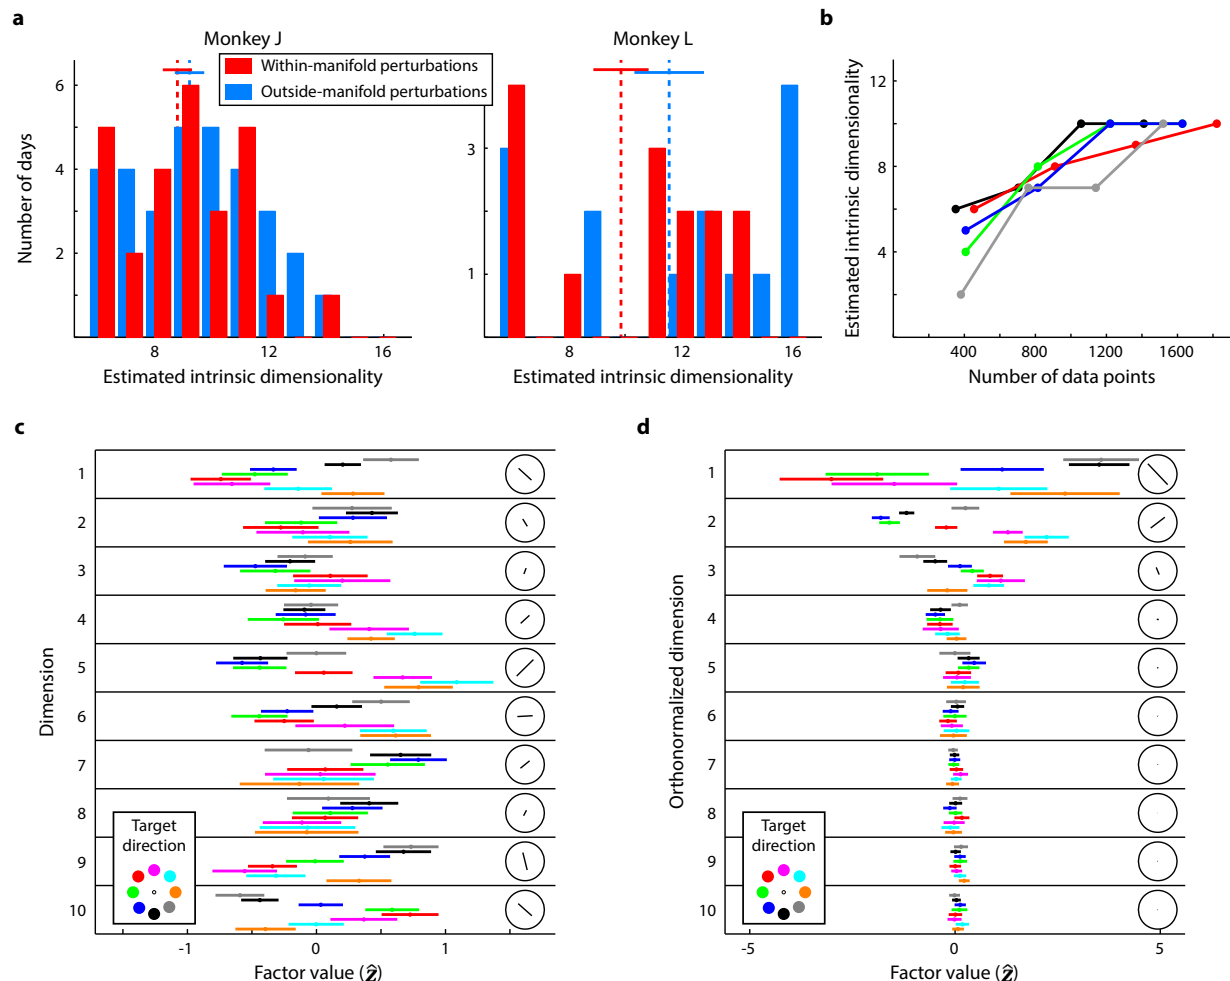 a
Monkey J
Monkey L
Within-manifold perturbations
Outside-manifold perturbations
Number of days
6
4
2
8
12
16
Estimated intrinsic dimensionality
3
1
8
12
16
Estimated intrinsic dimensionality
b
Estimated intrinsic dimensionality
12
8
4
400
800
1200
1600
Number of data points
c
Dimension
1
2
3
4
5
6
7
8
9
10
Target
direction
-1
0
1
Factor value (ẑ)
d
Orthonormalized dimension
1
2
3
4
5
6
7
8
9
10
Target
direction
-5
0
5
Factor value (ẑ)